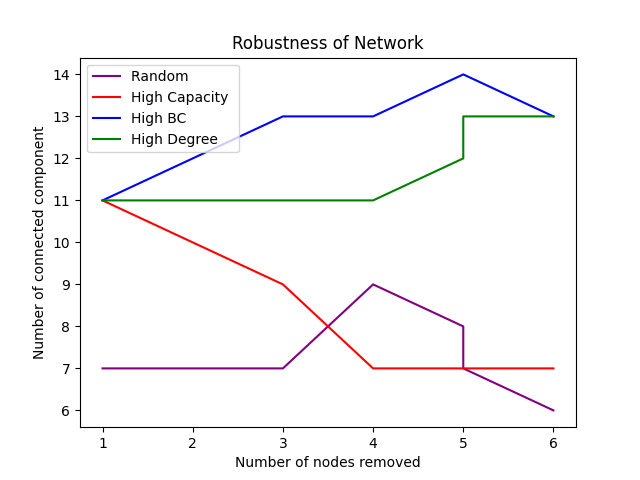 Robustness of Network
Random
High Capacity
High BC
High Degree
Number of connected component
14
13
12
11
10
9
8
7
6
1 2 3 4 5 6
Number of nodes removed